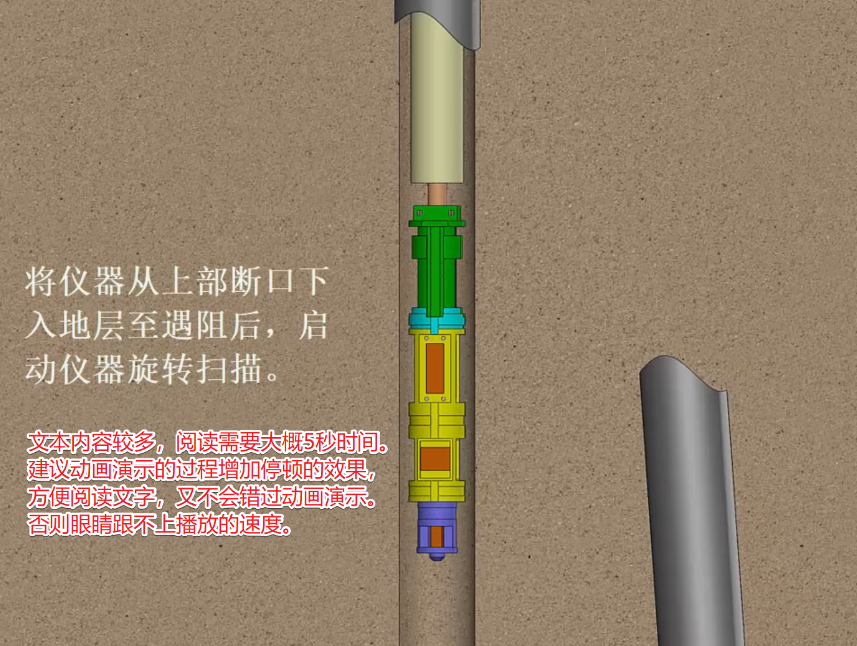 将仪器从上部断口下
入地层至遇阻后，启
动仪器旋转扫描。
文本内容较多，阅读需要大概5秒时间。
建议动画演示的过程增加停顿的效果，
方便阅读文字，又不会错过动画演示。
否则眼睛跟不上播放的速度。